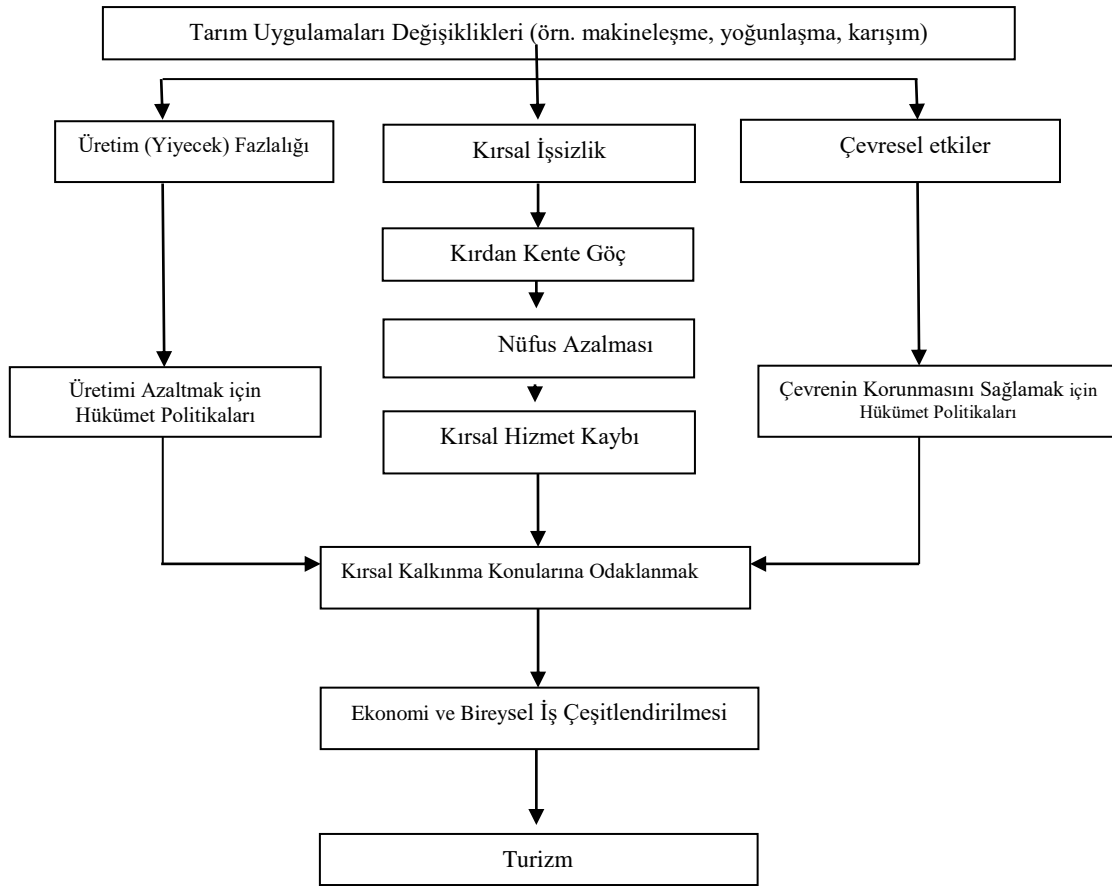 Tarım Uygulamaları Değişiklikleri (örn. makineleşme, yoğunlaşma, karışım)
Üretim (Yiyecek) Fazlalığı
Kırsal İşsizlik
Çevresel etkiler
Kırdan Kente Göç
Nüfus Azalması
Üretimi Azaltmak için
Hükümet Politikaları
Kırsal Hizmet Kaybı
Çevrenin Korunmasını Sağlamak için
Hükümet Politikaları
Kırsal Kalkınma Konularına Odaklanmak
Ekonomi ve Bireysel İş Çeşitlendirilmesi
Turizm